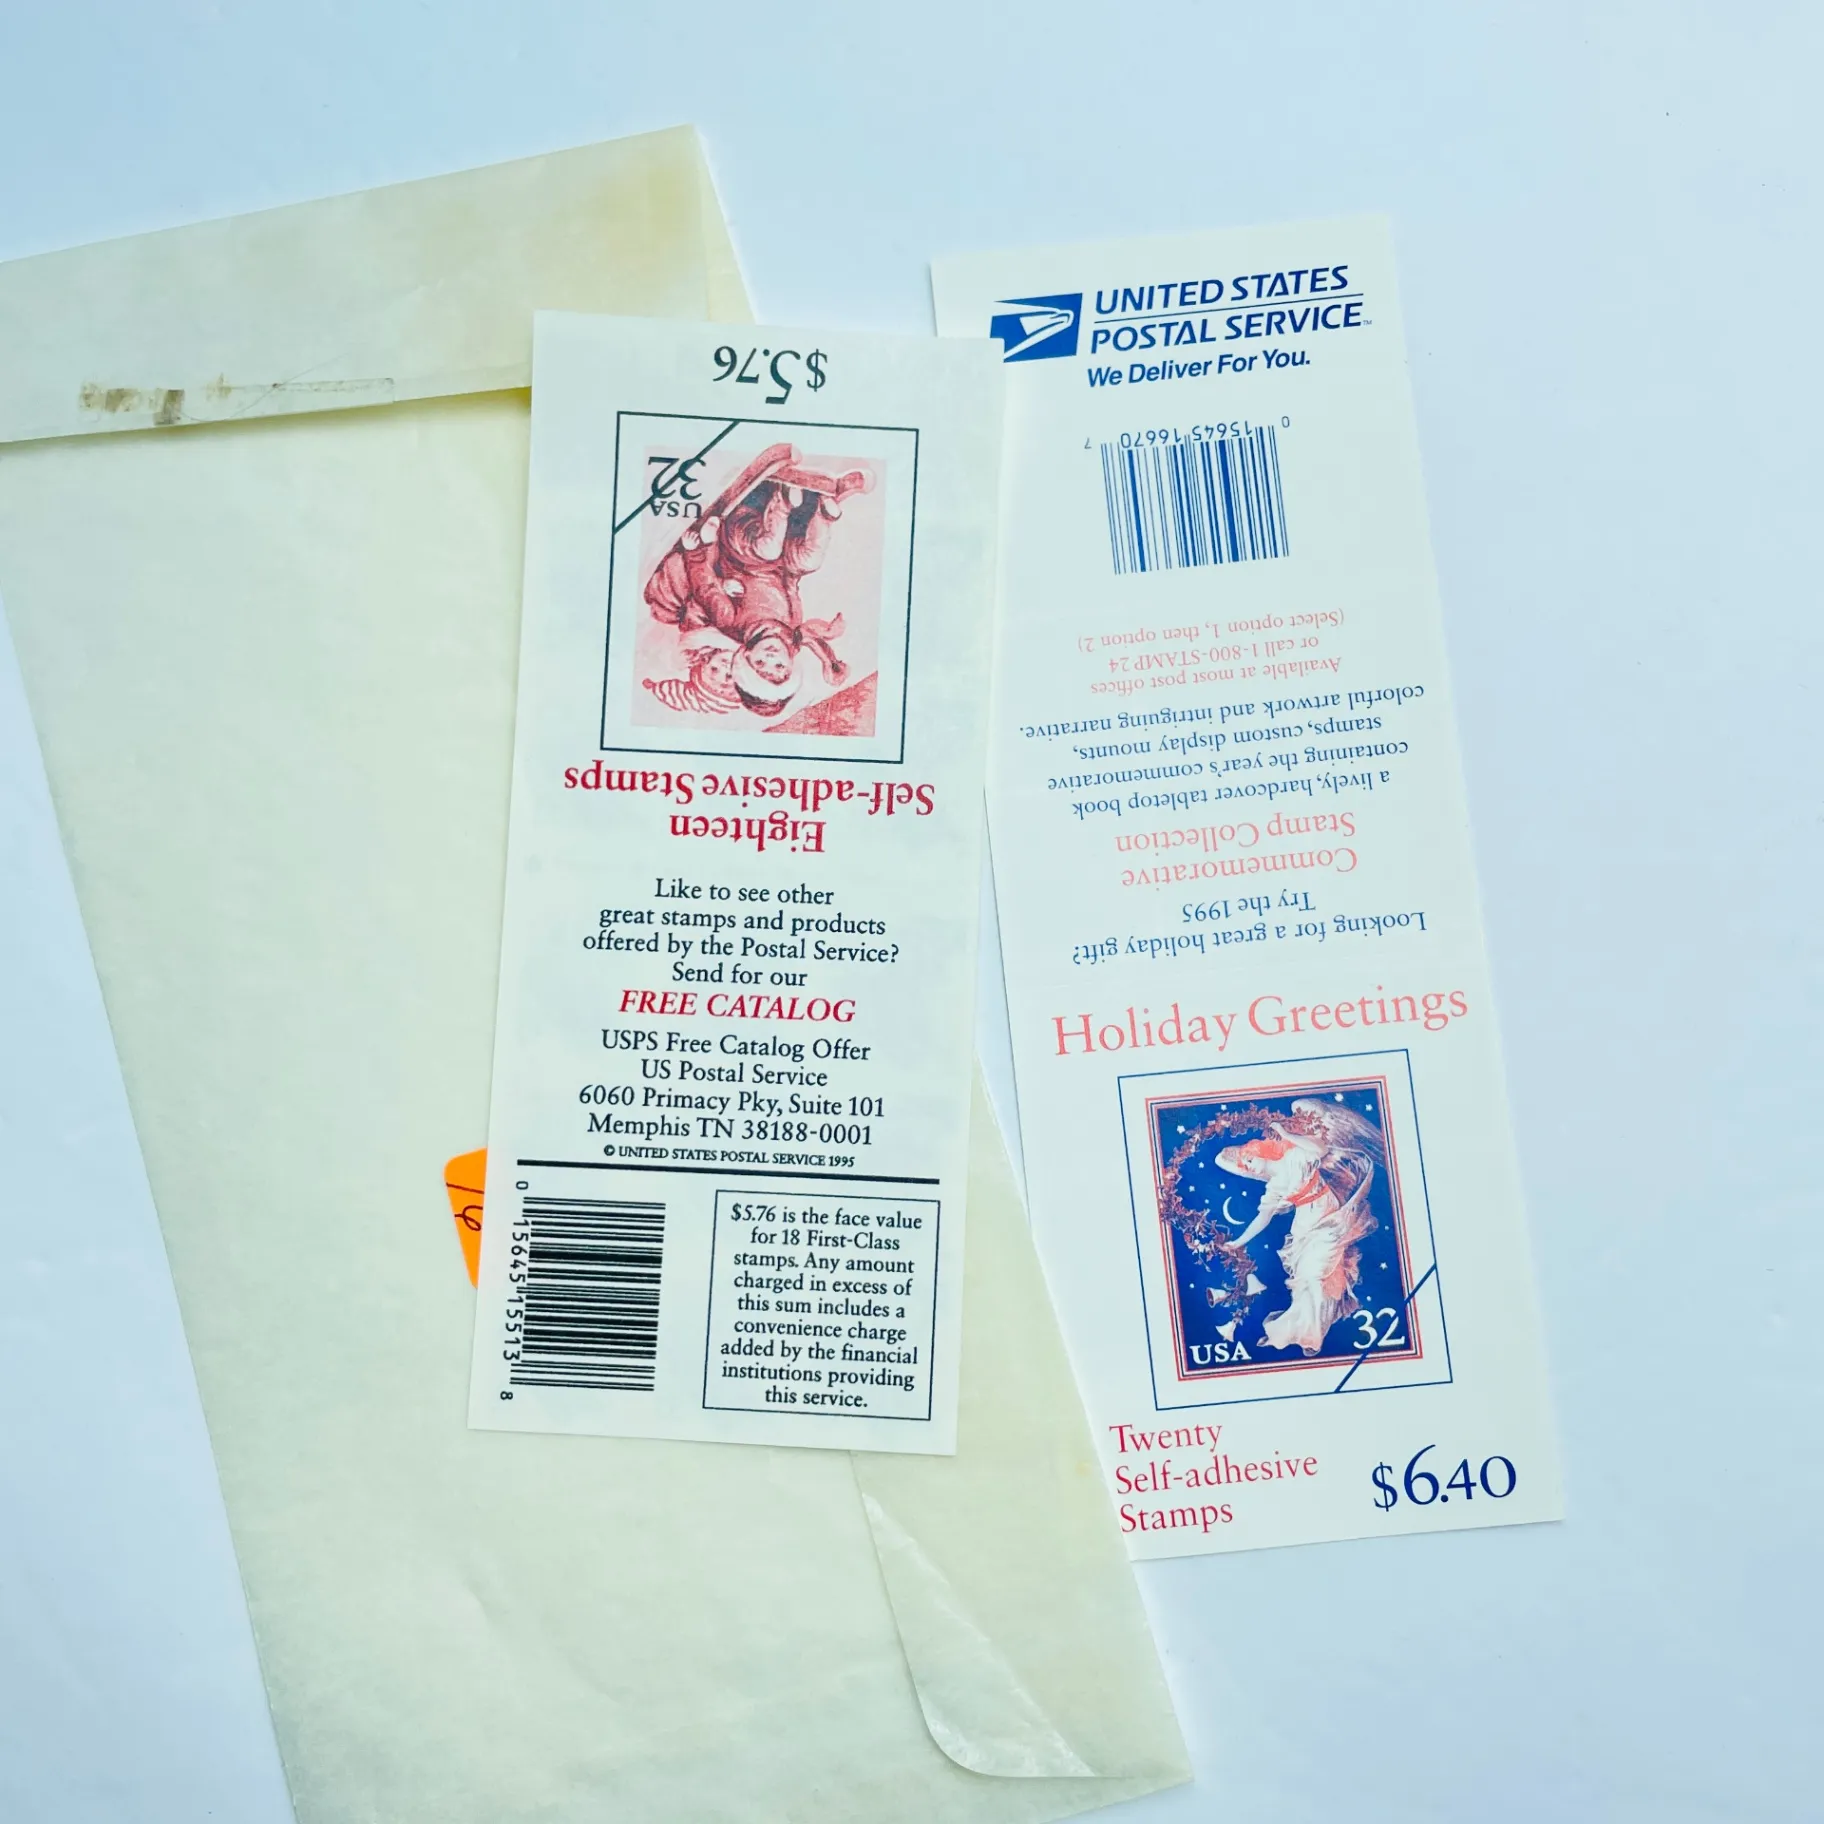 $5.76
USA
32
Eighteen
Self-adhesive Stamps
Like to see other
great stamps and products
offered by the Postal Service?
Send for our
FREE CATALOG
USPS Free Catalog Offer
US Postal Service
6060 Primacy Pky, Suite 101
Memphis TN 38188-0001
© UNITED STATES POSTAL SERVICE 1995
0 15645 15513 8
$5.76 is the face value
for 18 First-Class
stamps. Any amount
charged in excess of
this sum includes a
convenience charge
added by the financial
institutions providing
this service.
UNITED STATES
POSTAL SERVICE™
We Deliver For You.
0 15645 16670 7
Looking for a great holiday gift?
Try the 1995
Commemorative
Stamp Collection
a lively, hardcover tabletop book
containing the year's commemorative
stamps, custom display mounts,
colorful artwork and intriguing narrative.
Available at most post offices
or call 1-800-STAMP24
(Select option 1, then option 2)
Holiday Greetings
USA 32
Twenty
Self-adhesive
Stamps
$6.40